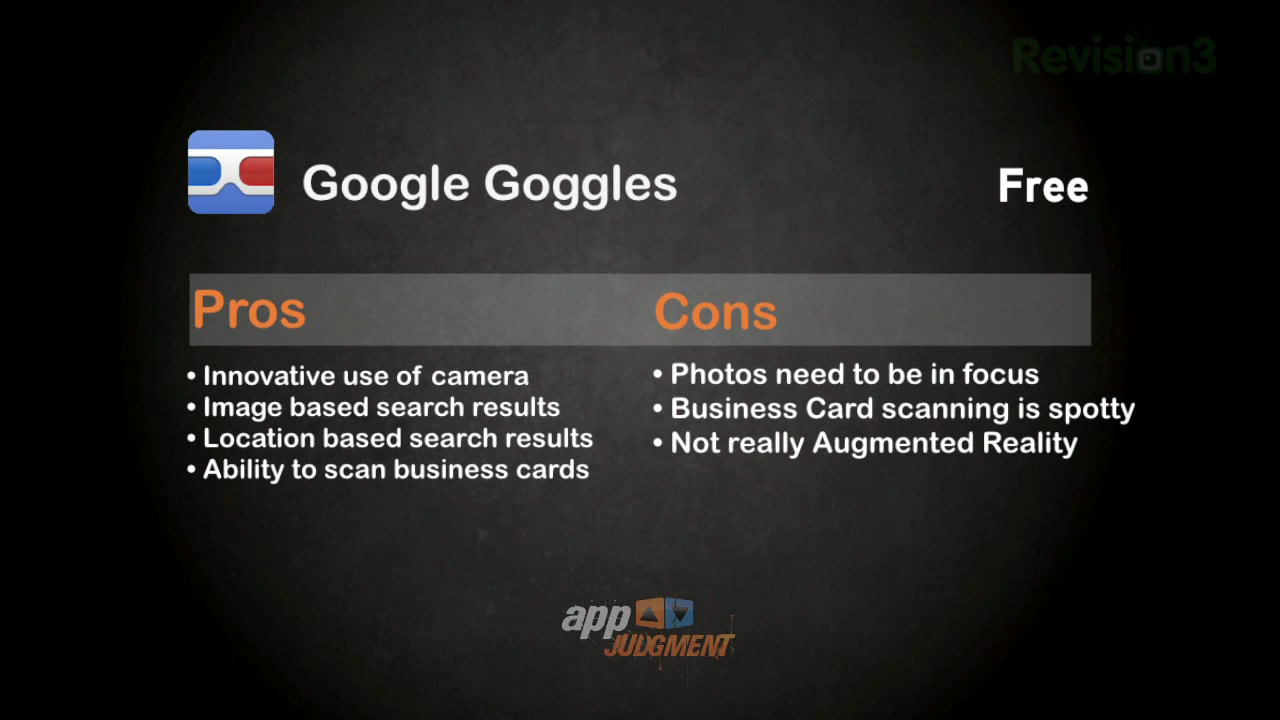 Revision3
Google Goggles
Free
Pros
• Innovative use of camera
• Image based search results
• Location based search results
• Ability to scan business cards
Cons
• Photos need to be in focus
• Business Card scanning is spotty
• Not really Augmented Reality
app
JUDGMENT